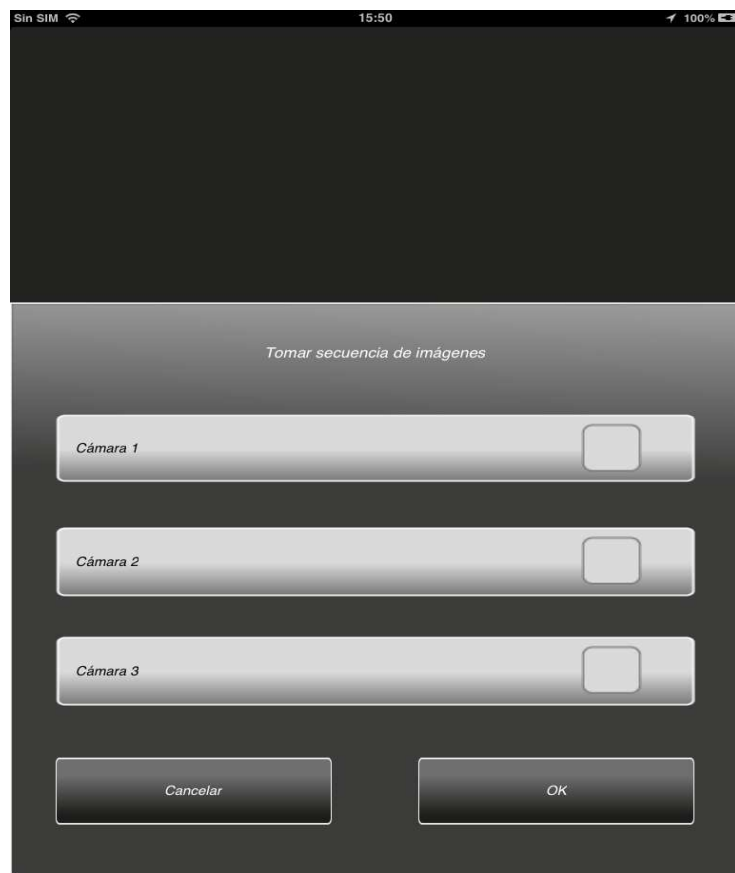 Sin SIM 15:50 100%
Tomar secuencia de imágenes
Cámara 1
Cámara 2
Cámara 3
Cancelar OK